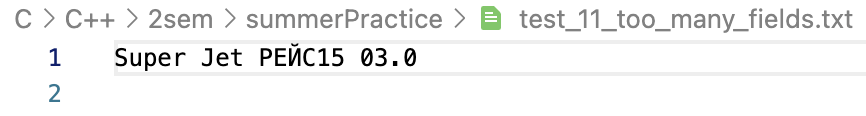 C > C++ > 2sem > summerPractice > test_11_too_many_fields.txt
1 Super Jet РЕЙС15 03.0
2